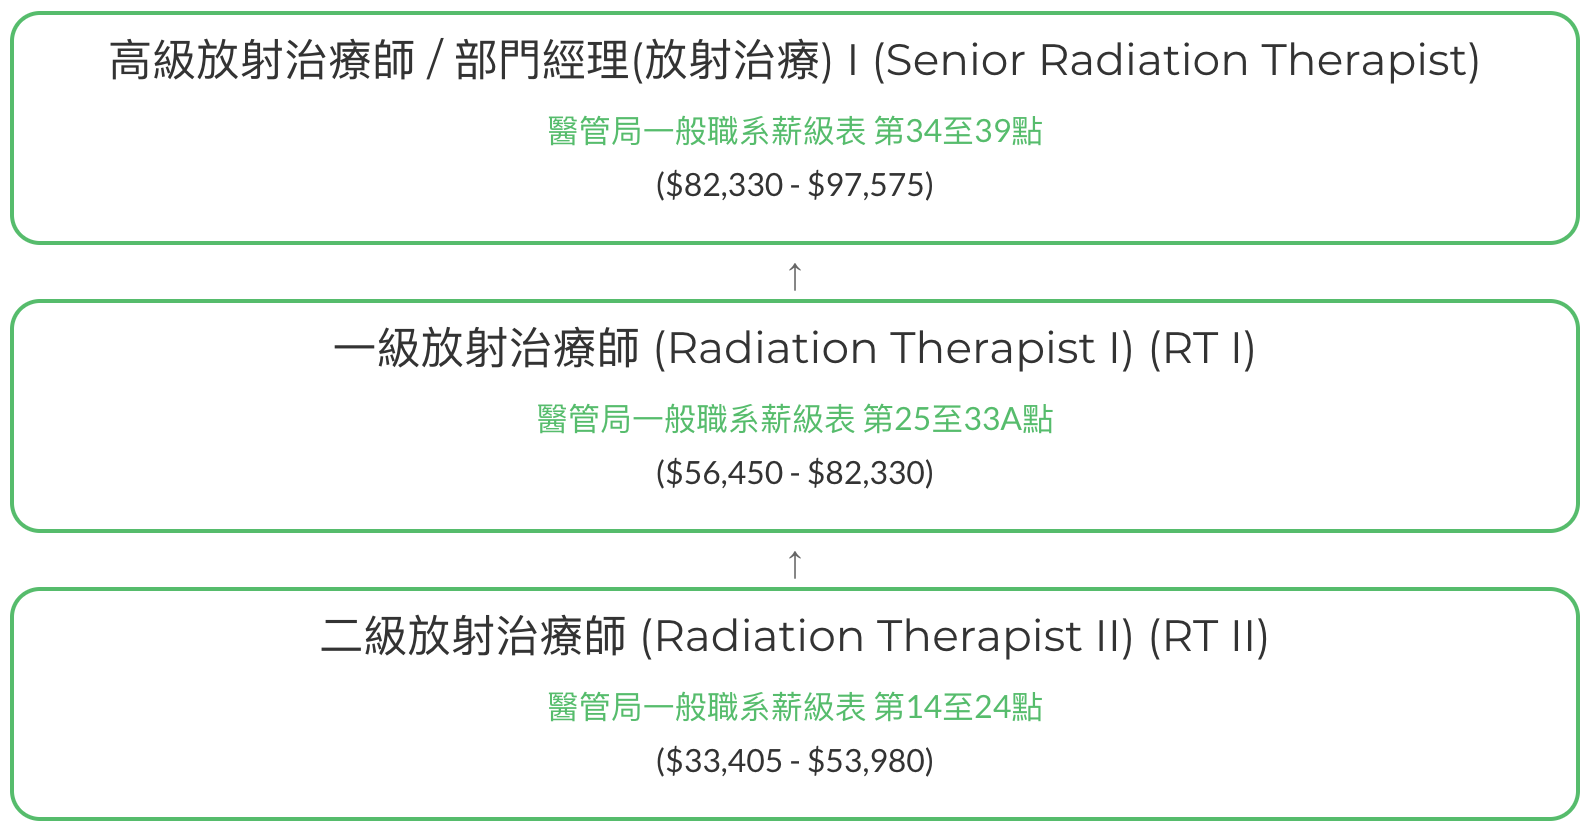 高級放射治療師 / 部門經理(放射治療) I (Senior Radiation Therapist)
醫管局一般職系薪級表 第34至39點
($82,330 - $97,575)
↑
一級放射治療師 (Radiation Therapist I) (RT I)
醫管局一般職系薪級表 第25至33A點
($56,450 - $82,330)
↑
二級放射治療師 (Radiation Therapist II) (RT II)
醫管局一般職系薪級表 第14至24點
($33,405 - $53,980)